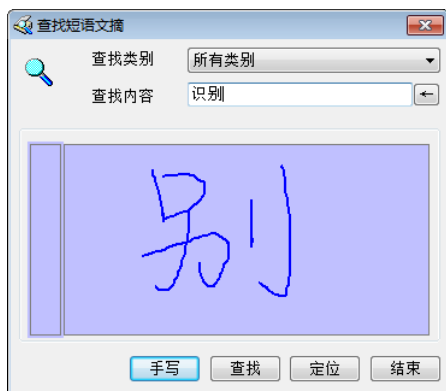 查找短语文摘
查找类别 所有类别
查找内容 识别
别
手写 查找 定位 结束